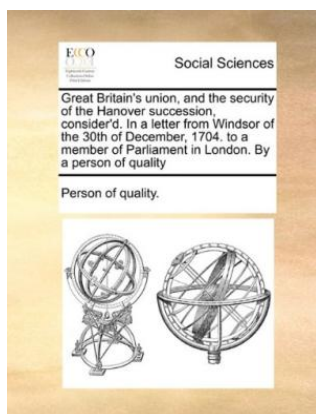 ECCO
Social Sciences
Great Britain's union, and the security
of the Hanover succession,
consider'd. In a letter from Windsor of
the 30th of December, 1704. to a
member of Parliament in London. By
a person of quality
Person of quality.